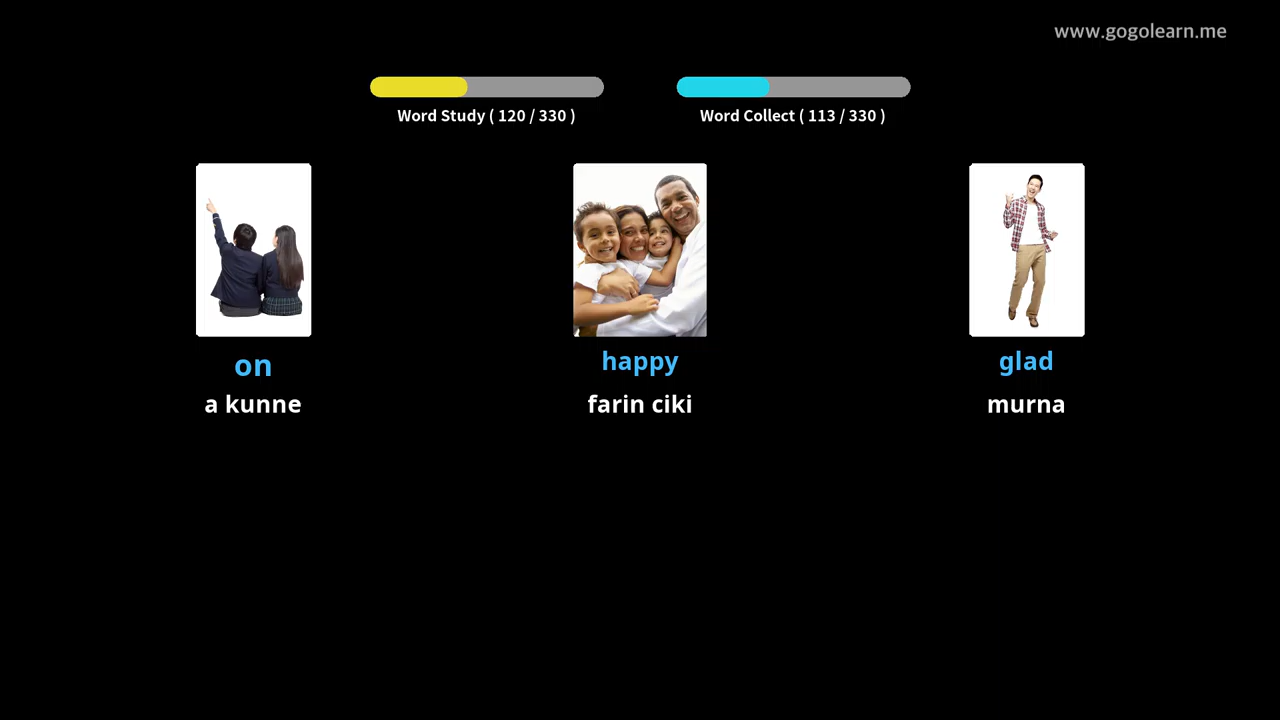 www.gogolearn.me
Word Study ( 120 / 330 )
Word Collect ( 113 / 330 )
on
happy
glad
a kunne
farin ciki
murna